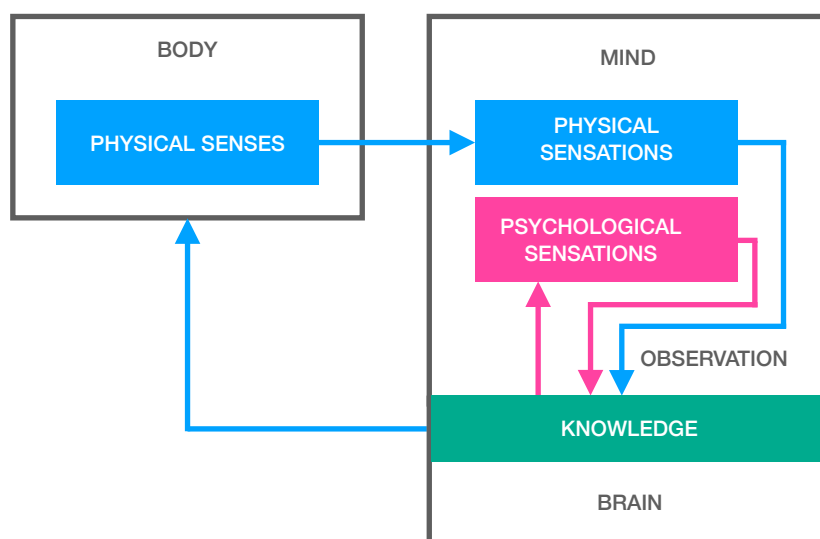 BODY
MIND
PHYSICAL SENSES
PHYSICAL
SENSATIONS
PSYCHOLOGICAL
SENSATIONS
OBSERVATION
KNOWLEDGE
BRAIN